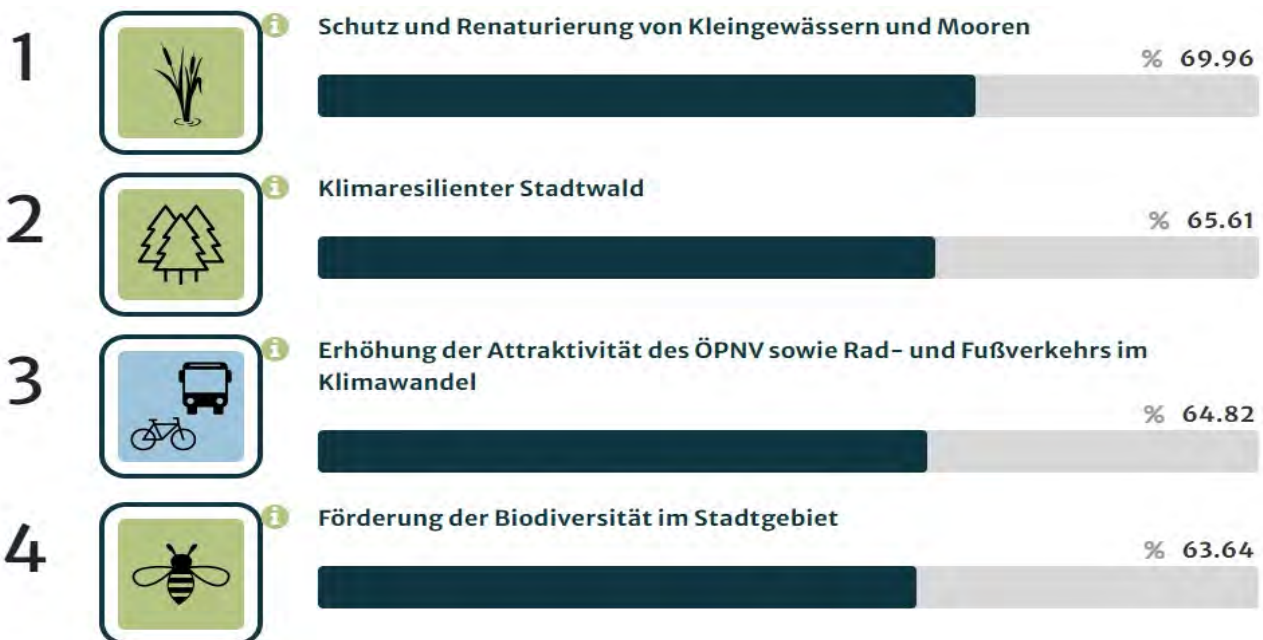 1
Schutz und Renaturierung von Kleingewässern und Mooren
% 69.96
2
Klimaresilienter Stadtwald
% 65.61
3
Erhöhung der Attraktivität des ÖPNV sowie Rad- und Fußverkehrs im
Klimawandel
% 64.82
4
Förderung der Biodiversität im Stadtgebiet
% 63.64